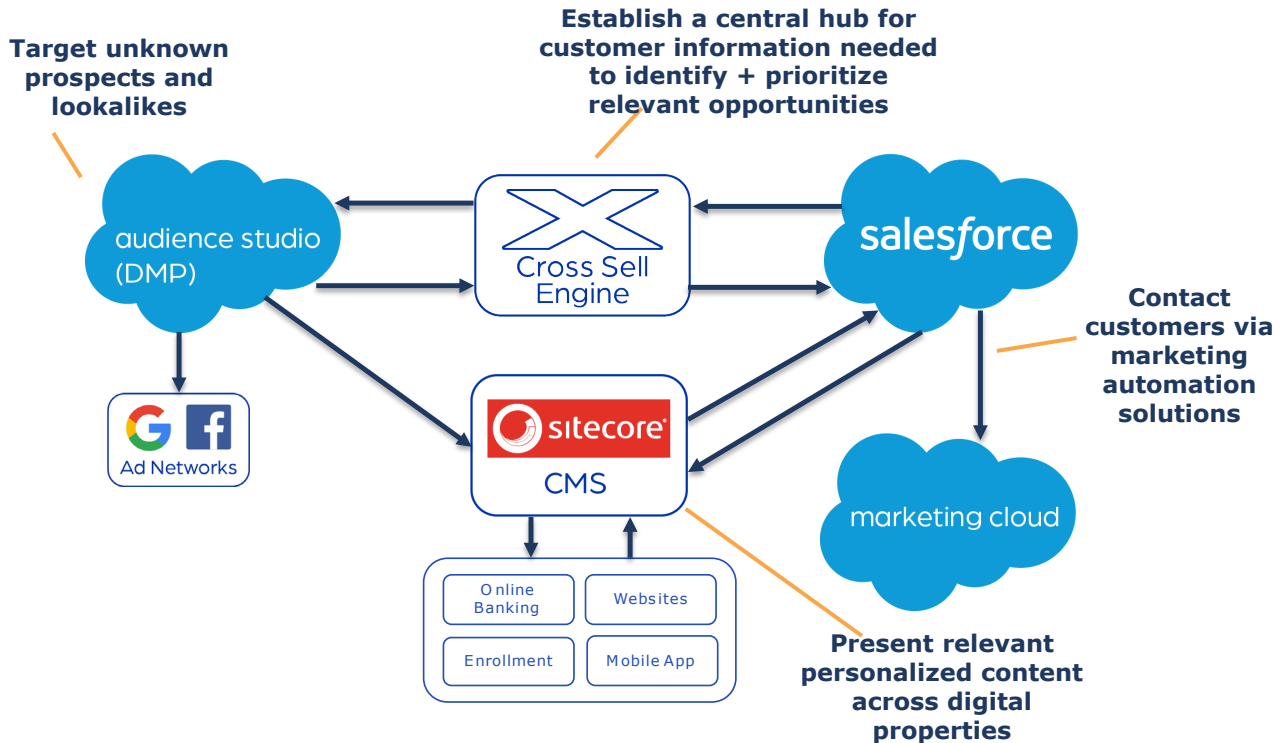 Establish a central hub for
customer information needed
to identify + prioritize
relevant opportunities
Target unknown
prospects and
lookalikes
audience studio
(DMP)
Cross Sell
Engine
salesforce
Contact
customers via
marketing
automation
solutions
Ad Networks
sitecore®
CMS
marketing cloud
Online
Banking
Websites
Enrollment
Mobile App
Present relevant
personalized content
across digital
properties